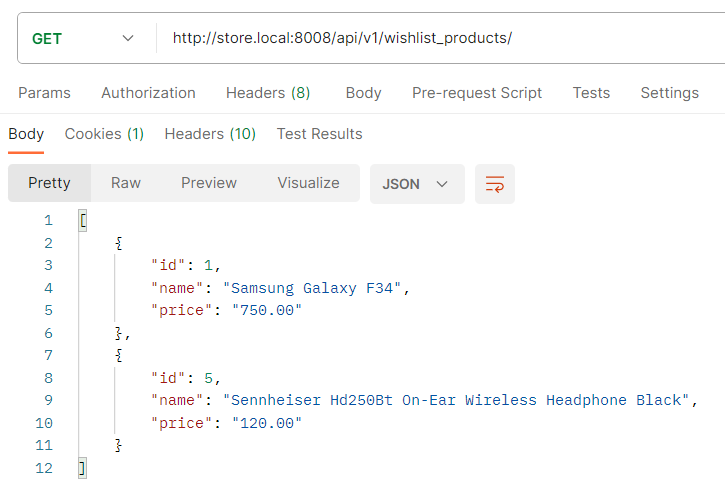 GET http://store.local:8008/api/v1/wishlist_products/
Params Authorization Headers (8) Body Pre-request Script Tests Settings
Body Cookies (1) Headers (10) Test Results
Pretty Raw Preview Visualize JSON
1 [
2 {
3 "id": 1,
4 "name": "Samsung Galaxy F34",
5 "price": "750.00"
6 },
7 {
8 "id": 5,
9 "name": "Sennheiser Hd250Bt On-Ear Wireless Headphone Black",
10 "price": "120.00"
11 }
12 ]